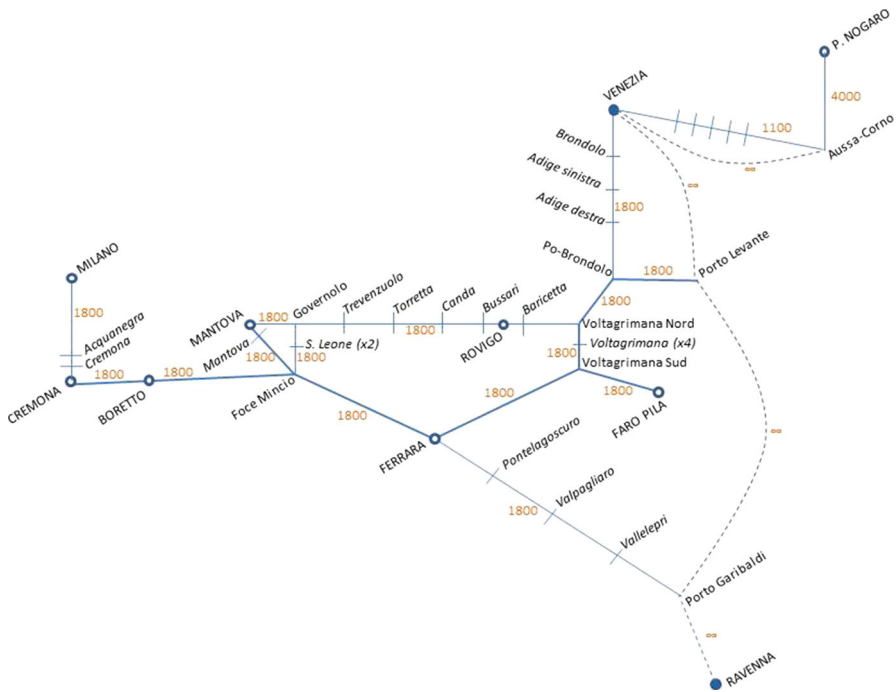 P. NOGARO
VENEZIA
4000
1100
Aussa-Corno
Brondolo
Adige sinistra
∞
∞
1800
Adige destra
MILANO
Po-Brondolo
1800
Porto Levante
1800
1800
Governolo
Trevenzuolo
Torretta
Canda
Bussari
Baricetta
1800
MANTOVA
1800
ROVIGO
Voltagrimana Nord
Acquanegra
Cremona
Mantova
S. Leone (x2)
Voltagrimana (x4)
1800
1800
1800
Voltagrimana Sud
CREMONA
1800
BORETTO
1800
Foce Mincio
1800
FARO PILA
1800
1800
FERRARA
∞
Pontelagoscuro
Valpagliaro
1800
Vallelepri
Porto Garibaldi
∞
RAVENNA